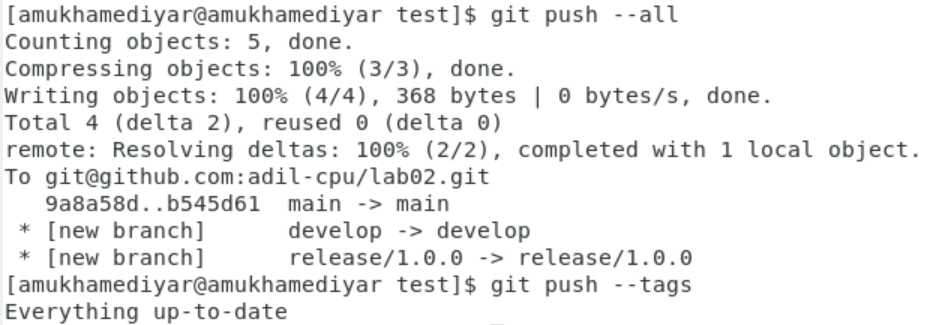 [amukhamediyar@amukhamediyar test]$ git push --all
Counting objects: 5, done.
Compressing objects: 100% (3/3), done.
Writing objects: 100% (4/4), 368 bytes | 0 bytes/s, done.
Total 4 (delta 2), reused 0 (delta 0)
remote: Resolving deltas: 100% (2/2), completed with 1 local object.
To git@github.com:adil-cpu/lab02.git
   9a8a58d..b545d61  main -> main
 * [new branch]      develop -> develop
 * [new branch]      release/1.0.0 -> release/1.0.0
[amukhamediyar@amukhamediyar test]$ git push --tags
Everything up-to-date